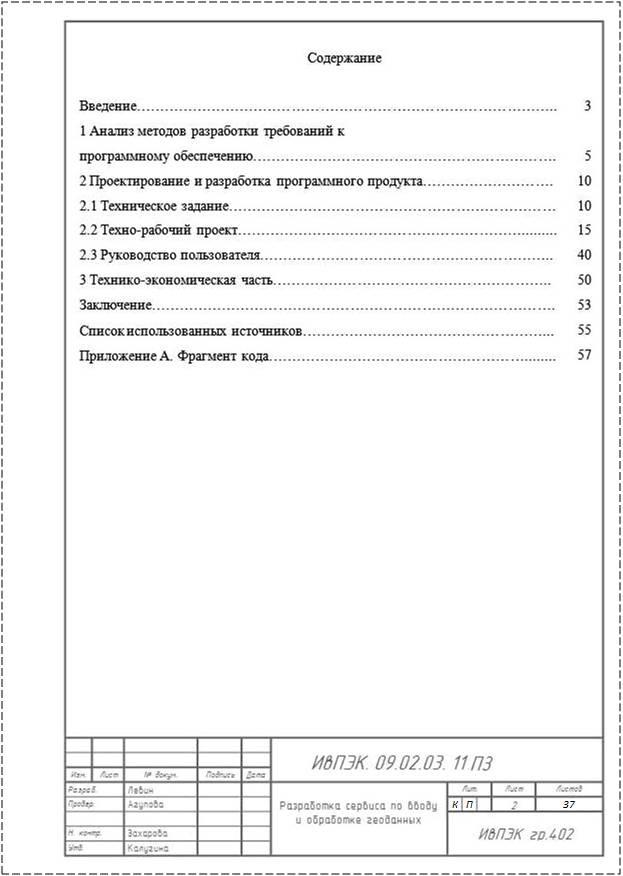 Содержание
Введение……………………………………………………………….. 3
1 Анализ методов разработки требований к
программному обеспечению…………………………………………. 5
2 Проектирование и разработка программного продукта…………………. 10
2.1 Техническое задание……………………………………………….. 10
2.2 Техно-рабочий проект…………………………………………........ 15
2.3 Руководство пользователя…………………………………………. 40
3 Технико-экономическая часть……………………………………….. 50
Заключение……………………………………………………………. 53
Список использованных источников…………………………………... 55
Приложение А. Фрагмент кода……………………………………........ 57
ИвПЭК. 09.02.03. 11 ПЗ
Изм. Лист № докум. Подпись Дата
Разраб. Левин
Провер. Агупова
Н. контр. Захарова
Утв. Калугина
Разработка сервиса по вводу
и обработке геоданных
Лит. Лист Листов
К П 2 37
ИвПЭК гр.402